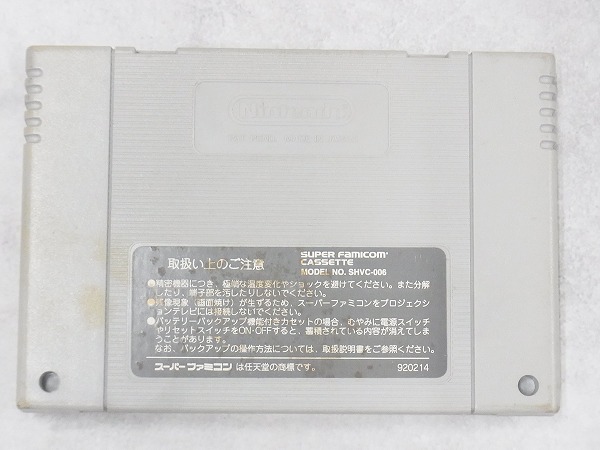 Nintendo
取扱い上のご注意
SUPER FAMICOM
CASSETTE
MODEL NO. SHVC-006
●精密機器につき、極端な温度変化やショックを避けてください。また分解
したり、端子部を汚したりしないでください。
●残像現象（画面焼け）が生ずるため、スーパーファミコンをプロジェクシ
ョンテレビには接続しないでください。
●バッテリーバックアップ機能付きカセットの場合、むやみに電源スイッチ
やリセットスイッチをON・OFFすると、蓄積されている内容が消えてしま
うことがあります。
なお、バックアップの操作方法については、取扱説明書をご参照ください。
スーパーファミコンは任天堂の商標です。 920214